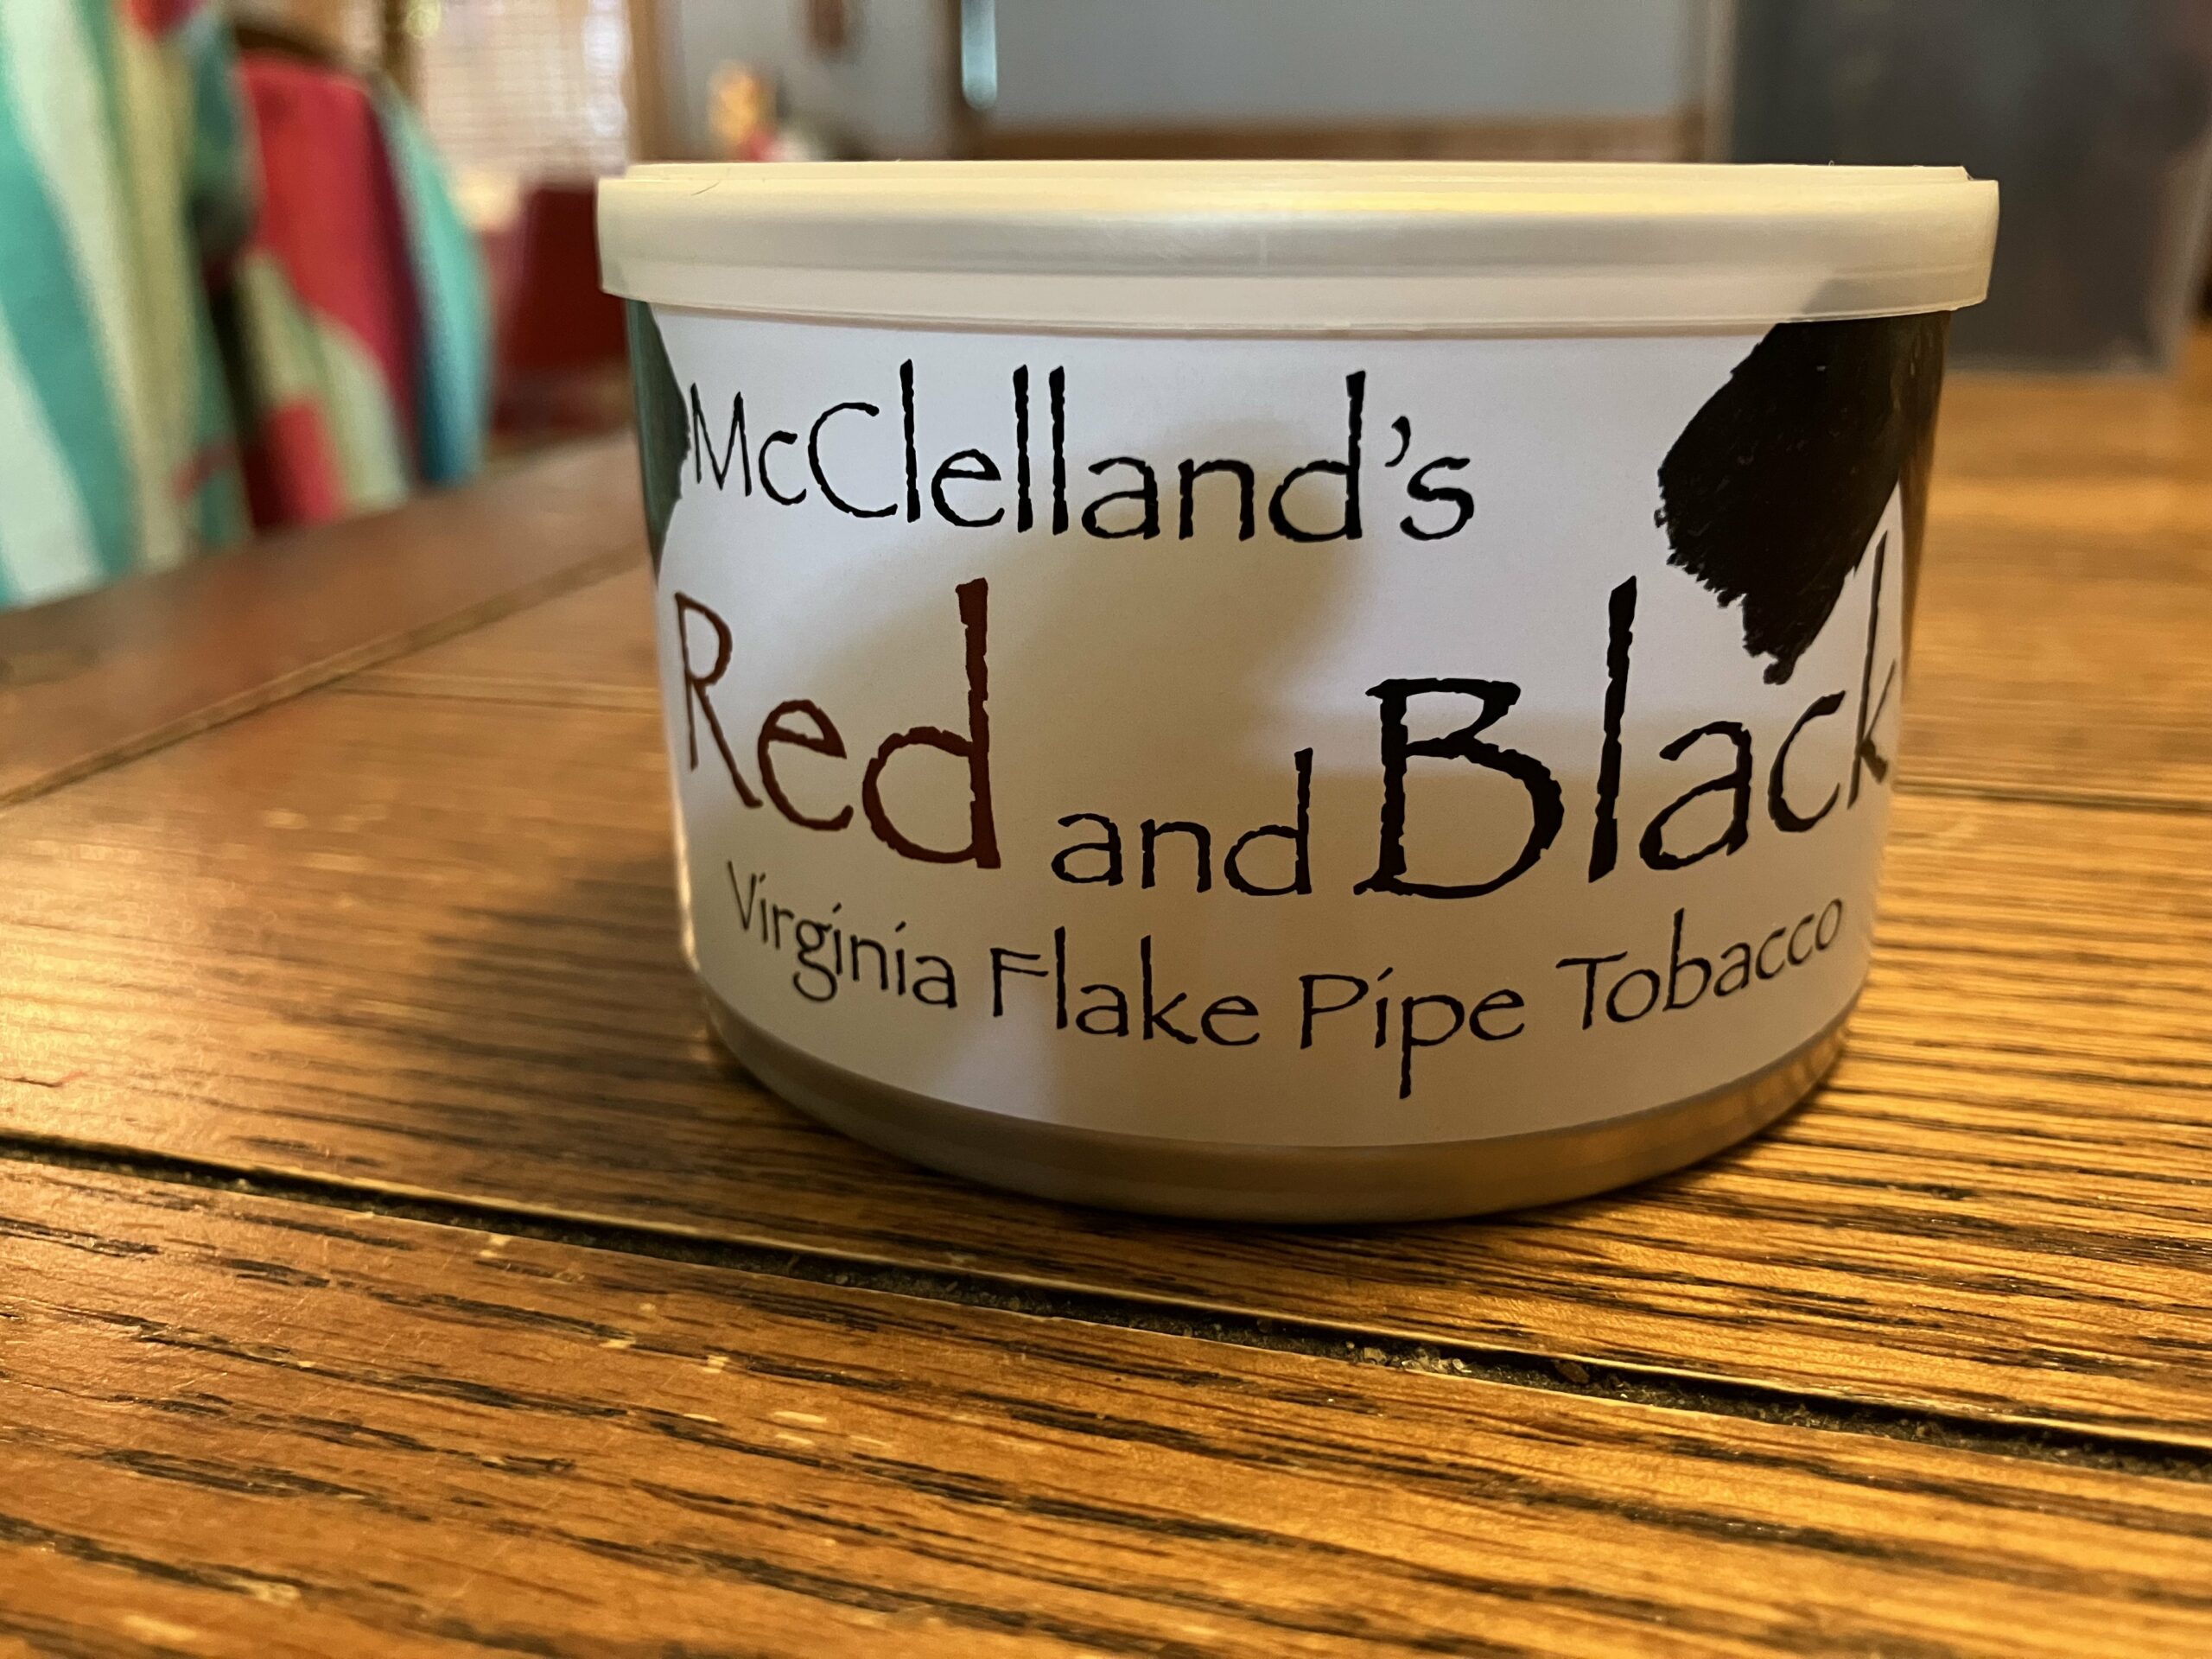 McClelland's
Red and Black
Virginia Flake Pipe Tobacco